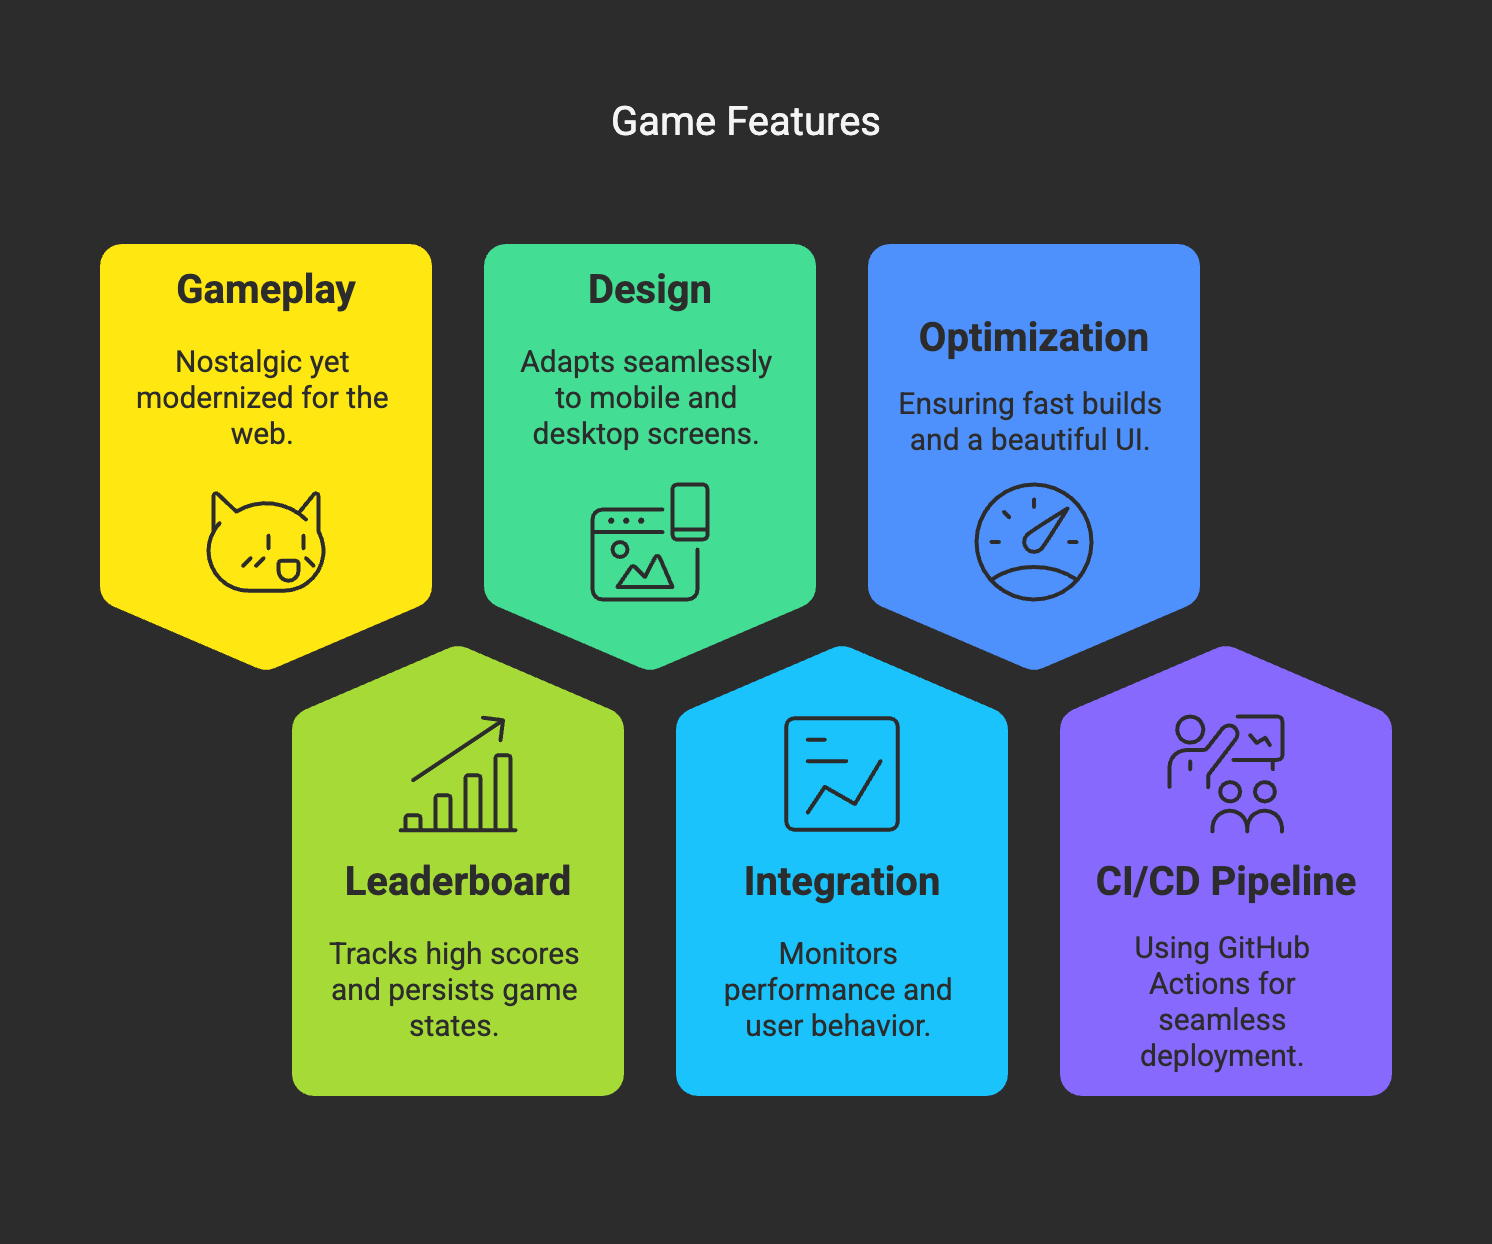 Game Features
Gameplay
Nostalgic yet
modernized for the
web.
Design
Adapts seamlessly
to mobile and
desktop screens.
Optimization
Ensuring fast builds
and a beautiful UI.
Leaderboard
Tracks high scores
and persists game
states.
Integration
Monitors
performance and
user behavior.
CI/CD Pipeline
Using GitHub
Actions for
seamless
deployment.